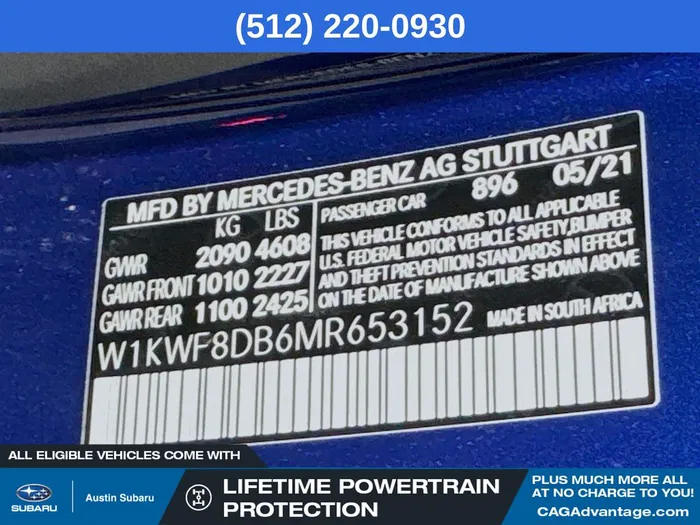 (512) 220-0930
MFD BY MERCEDES-BENZ AG STUTTGART
KG LBS
GVWR 2090 4608
GAWR FRONT 1010 2227
GAWR REAR 1100 2425
PASSENGER CAR 896 05/21
THIS VEHICLE CONFORMS TO ALL APPLICABLE
U.S. FEDERAL MOTOR VEHICLE SAFETY,BUMPER
AND THEFT PREVENTION STANDARDS IN EFFECT
ON THE DATE OF MANUFACTURE SHOWN ABOVE
W1KWF8DB6MR653152 MADE IN SOUTH AFRICA
ALL ELIGIBLE VEHICLES COME WITH
SUBARU
Austin Subaru
LIFETIME POWERTRAIN
PROTECTION
PLUS MUCH MORE ALL
AT NO CHARGE TO YOU!
CAGAdvantage.com